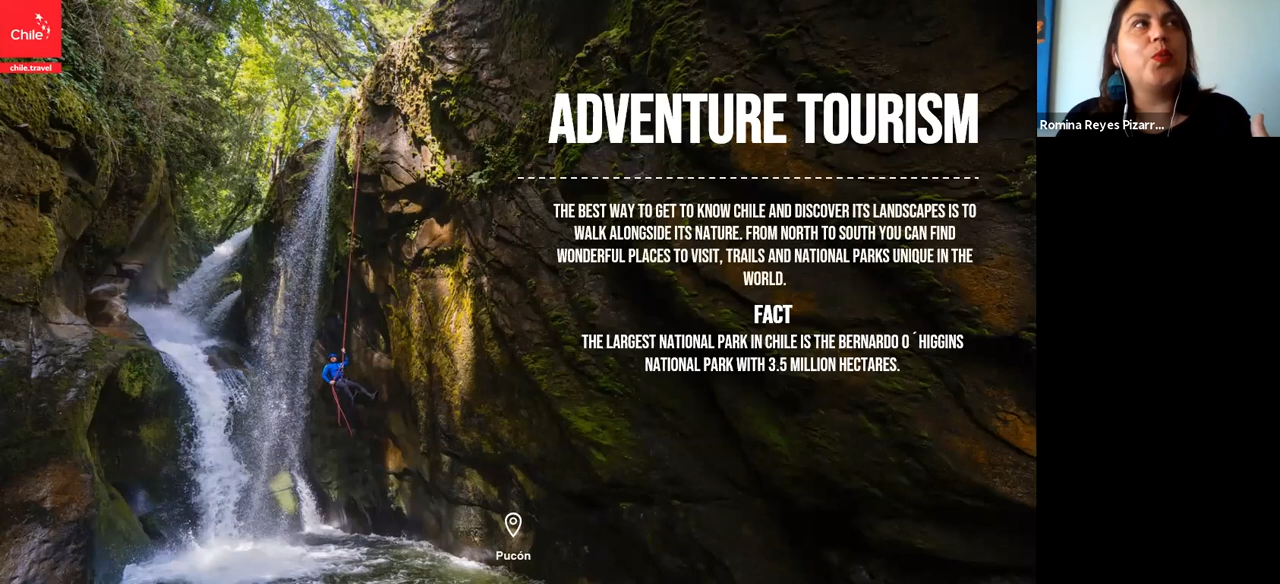 Chile
chile.travel
ADVENTURE TOURISM
THE BEST WAY TO GET TO KNOW CHILE AND DISCOVER ITS LANDSCAPES IS TO
WALK ALONGSIDE ITS NATURE. FROM NORTH TO SOUTH YOU CAN FIND
WONDERFUL PLACES TO VISIT, TRAILS AND NATIONAL PARKS UNIQUE IN THE
WORLD.
FACT
THE LARGEST NATIONAL PARK IN CHILE IS THE BERNARDO O´HIGGINS
NATIONAL PARK WITH 3.5 MILLION HECTARES.
Pucón
Romina Reyes Pizarr...